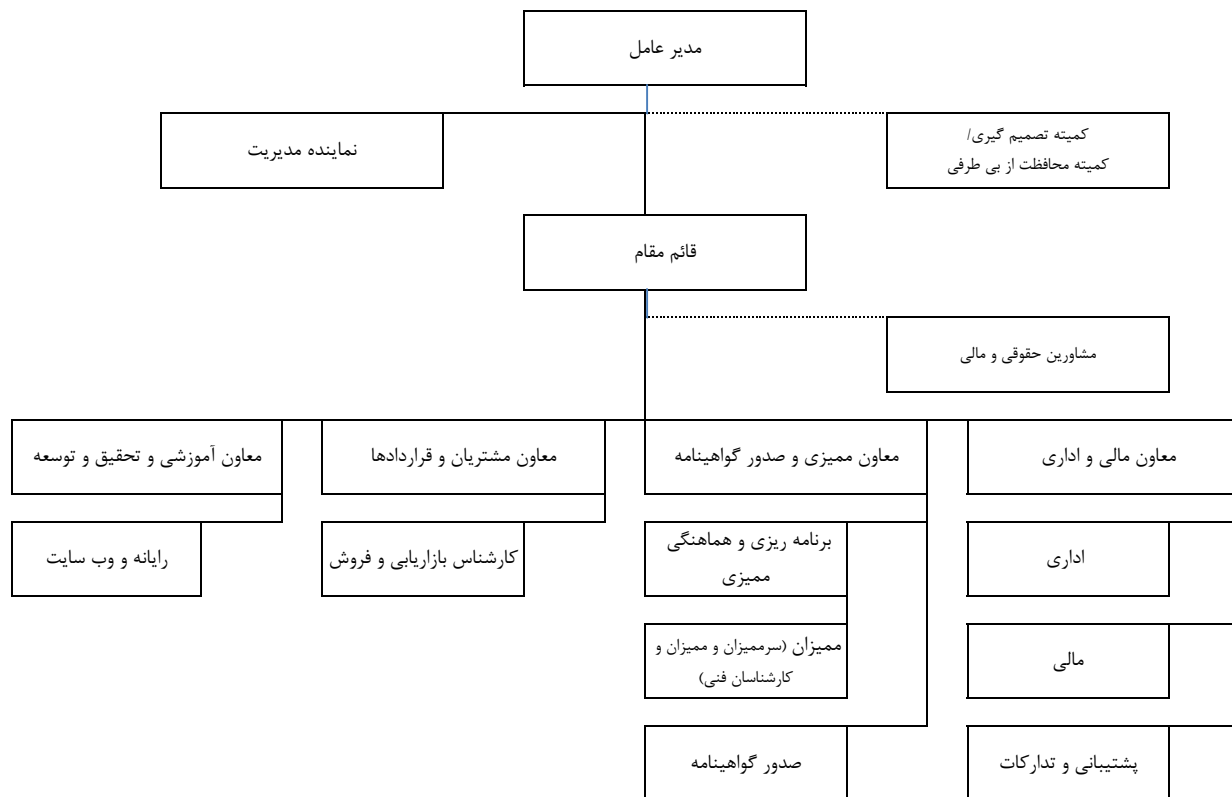 مدیر عامل
کمیته تصمیم گیری/
کمیته محافظت از بی طرفی
نماینده مدیریت
قائم مقام
مشاورین حقوقی و مالی
معاون مالی و اداری
معاون ممیزی و صدور گواهینامه
معاون مشتریان و قراردادها
معاون آموزشی و تحقیق و توسعه
اداری
برنامه ریزی و هماهنگی
ممیزی
کارشناس بازاریابی و فروش
رایانه و وب سایت
مالی
ممیزان (سرممیزان و ممیزان و
کارشناسان فنی)
پشتیبانی و تدارکات
صدور گواهینامه